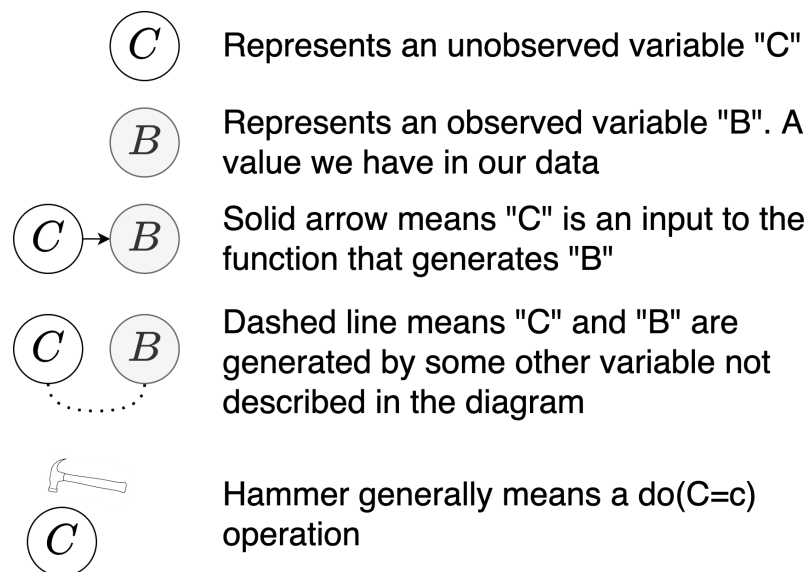 C
Represents an unobserved variable "C"
B
Represents an observed variable "B". A
value we have in our data
C B
Solid arrow means "C" is an input to the
function that generates "B"
C B
Dashed line means "C" and "B" are
generated by some other variable not
described in the diagram
C
Hammer generally means a do(C=c)
operation